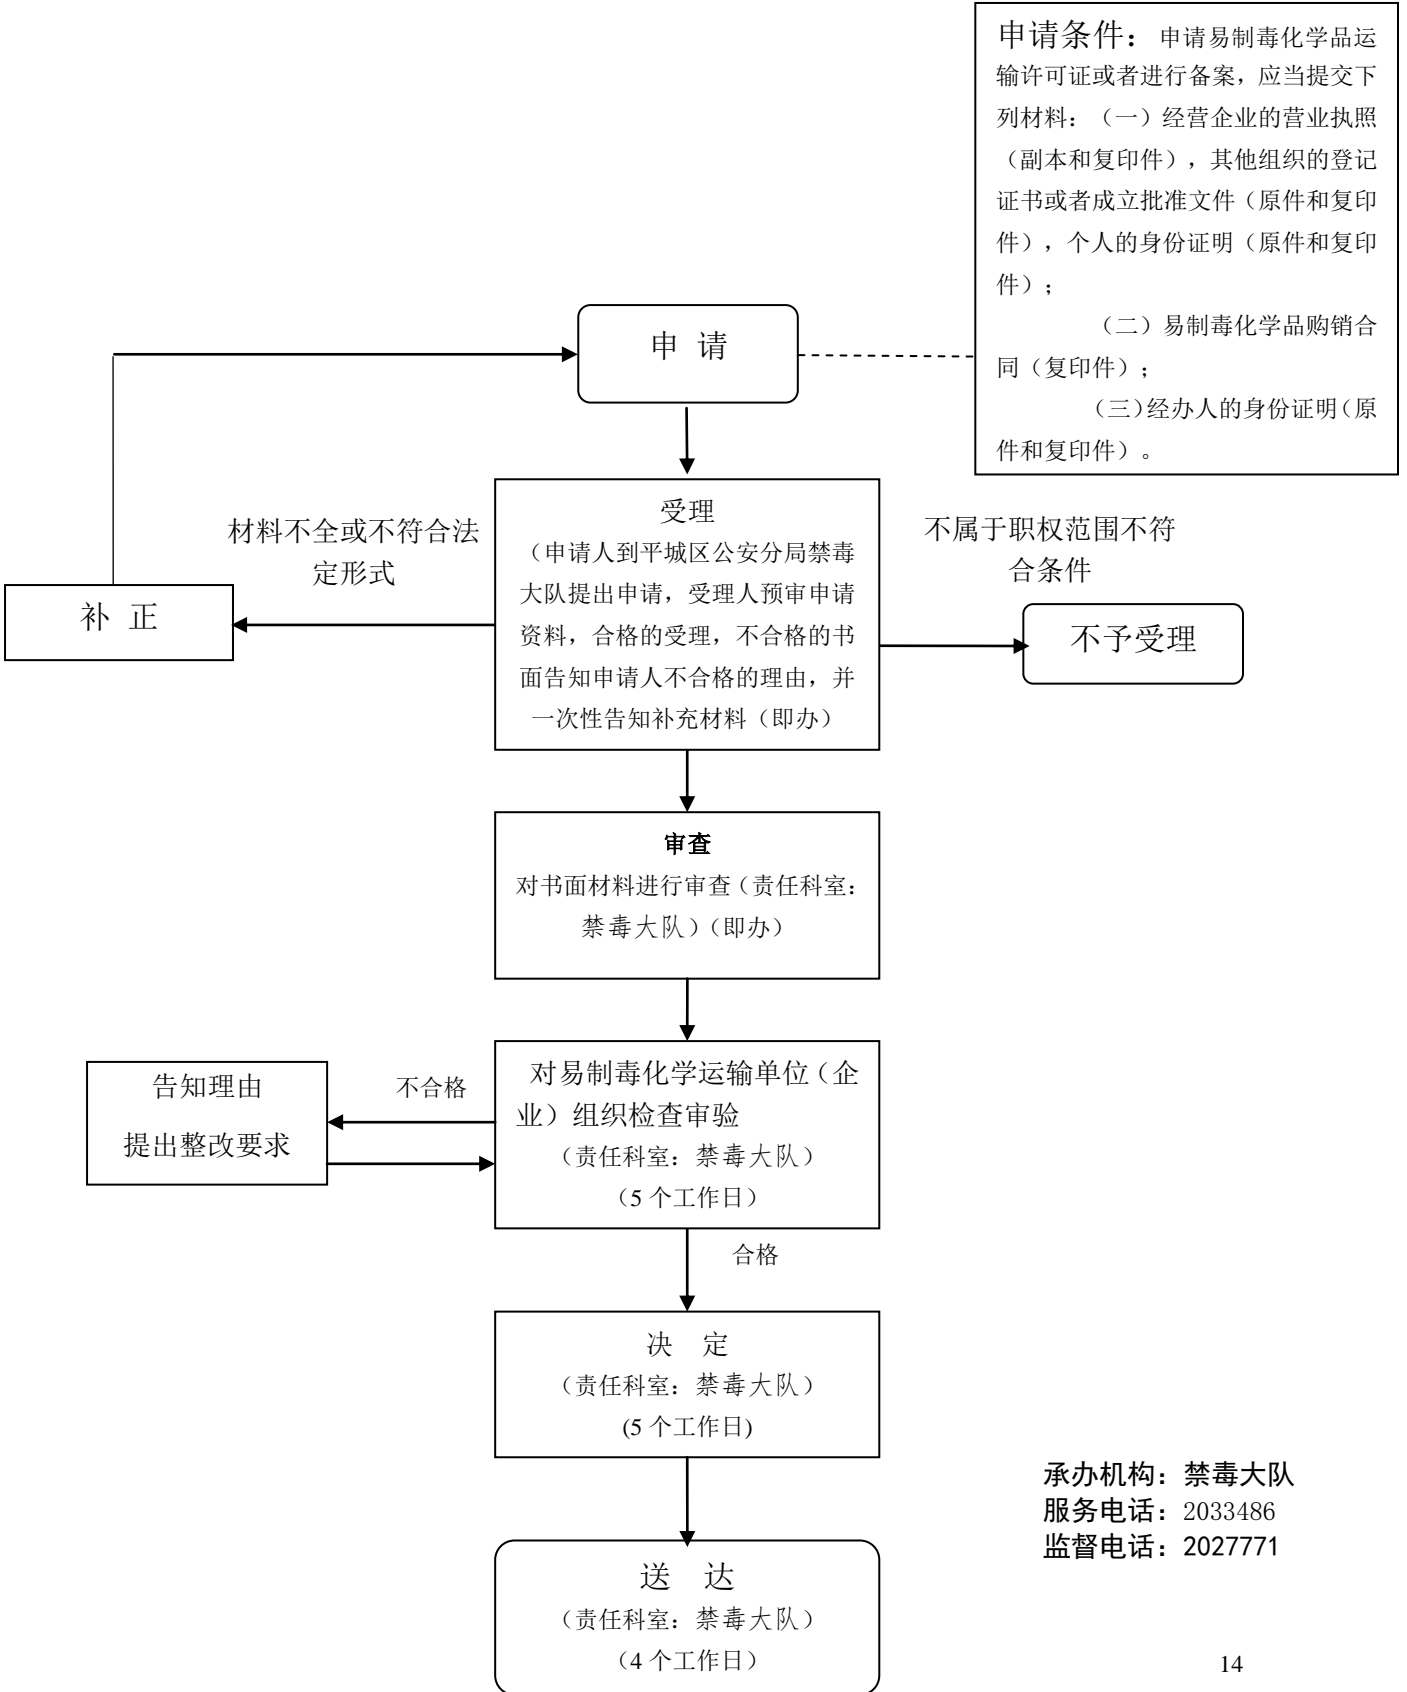 申请条件：申请易制毒化学品运
输许可证或者进行备案，应当提交下
列材料：（一）经营企业的营业执照
（副本和复印件），其他组织的登记
证书或者成立批准文件（原件和复印
件），个人的身份证明（原件和复印
件）；
（二）易制毒化学品购销合
同（复印件）；
（三）经办人的身份证明（原
件和复印件）。
申 请
受理
（申请人到平城区公安分局禁毒
大队提出申请，受理人预审申请
资料，合格的受理，不合格的书
面告知申请人不合格的理由，并
一次性告知补充材料（即办）
材料不全或不符合法
定形式
补 正
不属于职权范围不符
合条件
不予受理
审查
对书面材料进行审查（责任科室：
禁毒大队）（即办）
对易制毒化学运输单位（企
业）组织检查审验
（责任科室：禁毒大队）
（5 个工作日）
不合格
告知理由
提出整改要求
合格
决 定
（责任科室：禁毒大队）
(5 个工作日)
送 达
（责任科室：禁毒大队）
（4 个工作日）
承办机构：禁毒大队
服务电话：2033486
监督电话：2027771
14